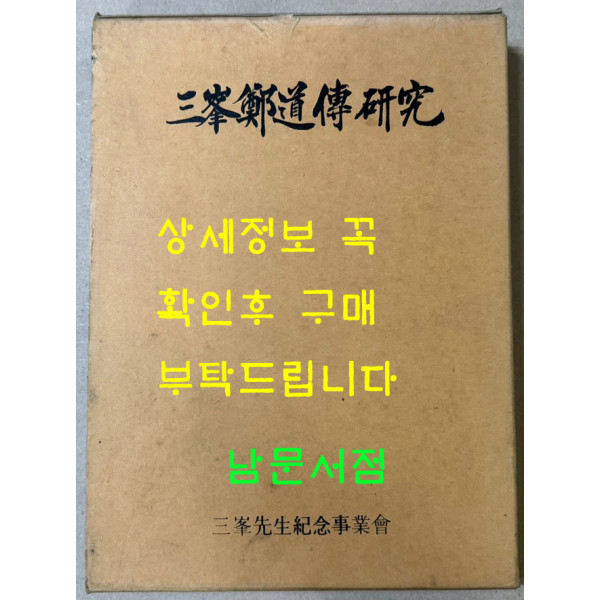 三峯鄭道傳研究
상세정보 꼭
확인후 구매
부탁드립니다
남문서점
三峯先生紀念事業會